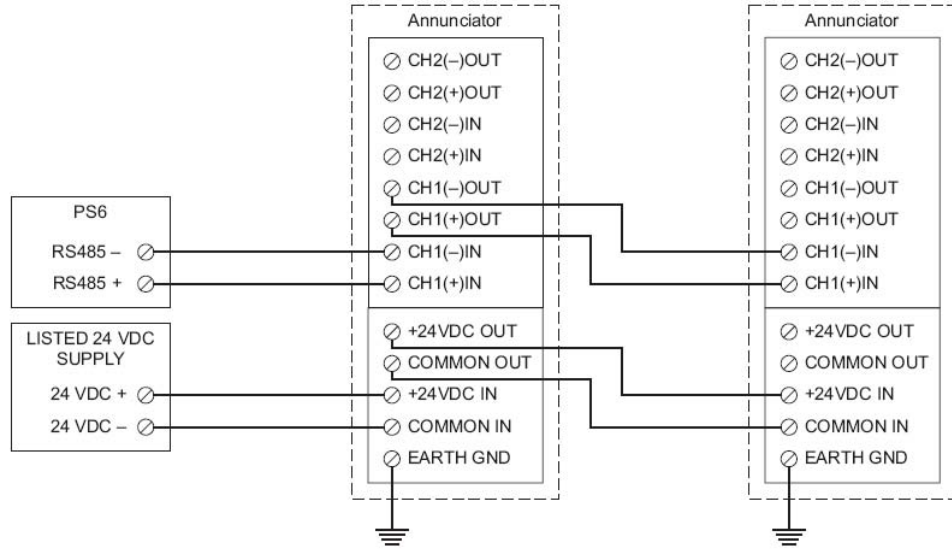 Annunciator
CH2(–)OUT
CH2(+)OUT
CH2(–)IN
CH2(+)IN
CH1(–)OUT
CH1(+)OUT
CH1(–)IN
CH1(+)IN
+24VDC OUT
COMMON OUT
+24VDC IN
COMMON IN
EARTH GND
PS6
RS485 –
RS485 +
LISTED 24 VDC
SUPPLY
24 VDC +
24 VDC –
Annunciator
CH2(–)OUT
CH2(+)OUT
CH2(–)IN
CH2(+)IN
CH1(–)OUT
CH1(+)OUT
CH1(–)IN
CH1(+)IN
+24VDC OUT
COMMON OUT
+24VDC IN
COMMON IN
EARTH GND